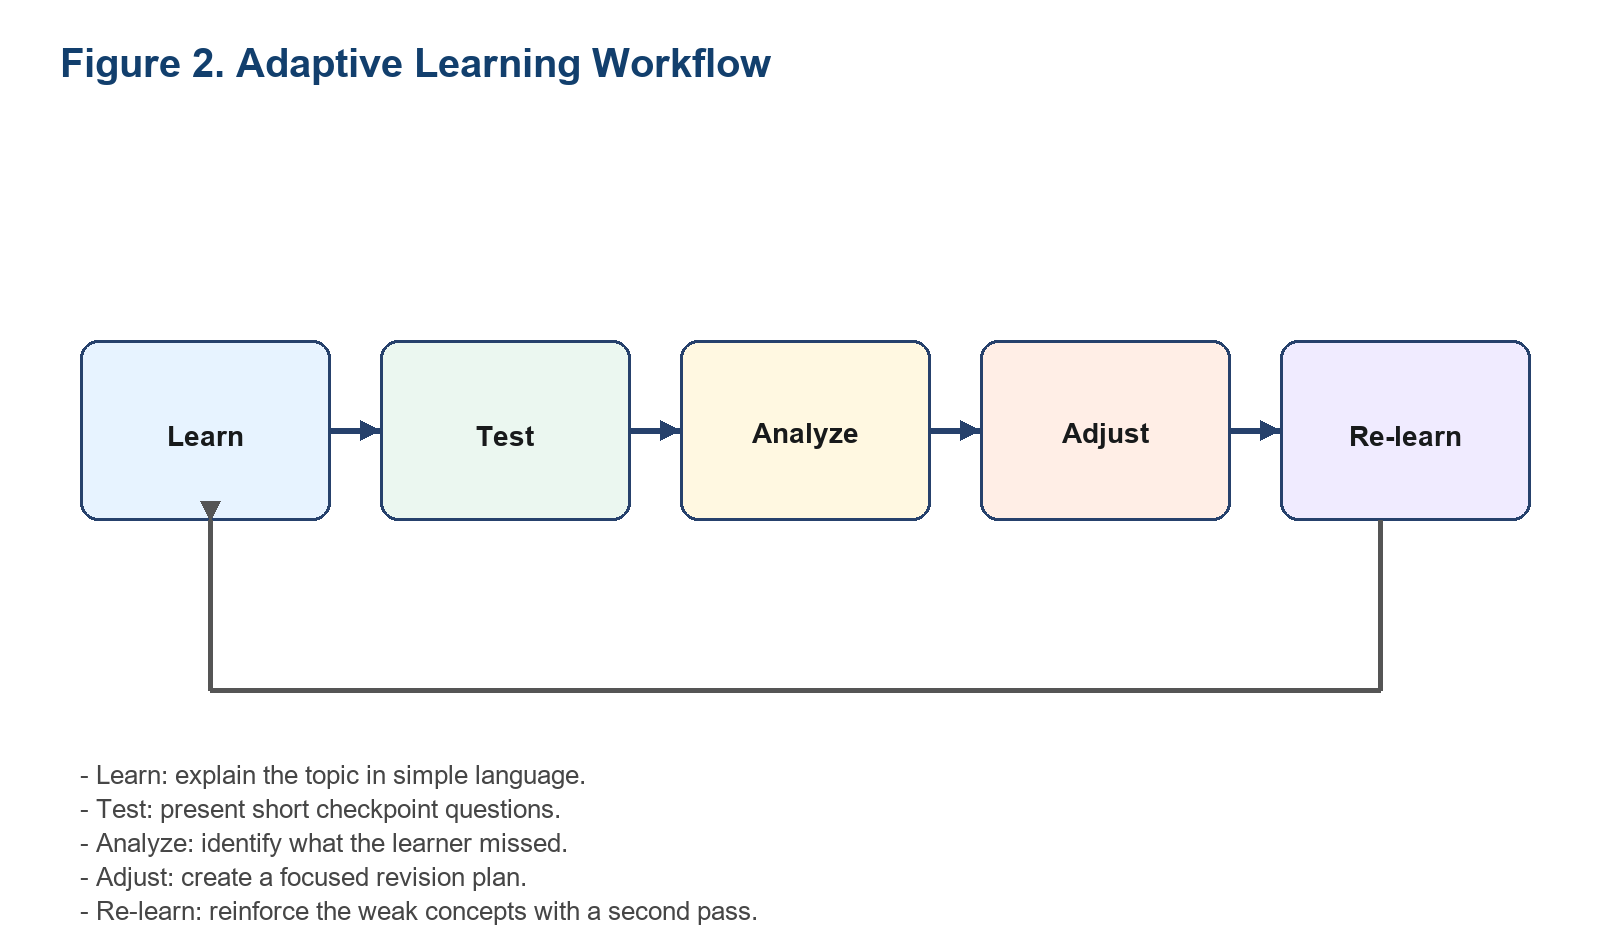 Figure 2. Adaptive Learning Workflow
Learn
Test
Analyze
Adjust
Re-learn
- Learn: explain the topic in simple language.
- Test: present short checkpoint questions.
- Analyze: identify what the learner missed.
- Adjust: create a focused revision plan.
- Re-learn: reinforce the weak concepts with a second pass.